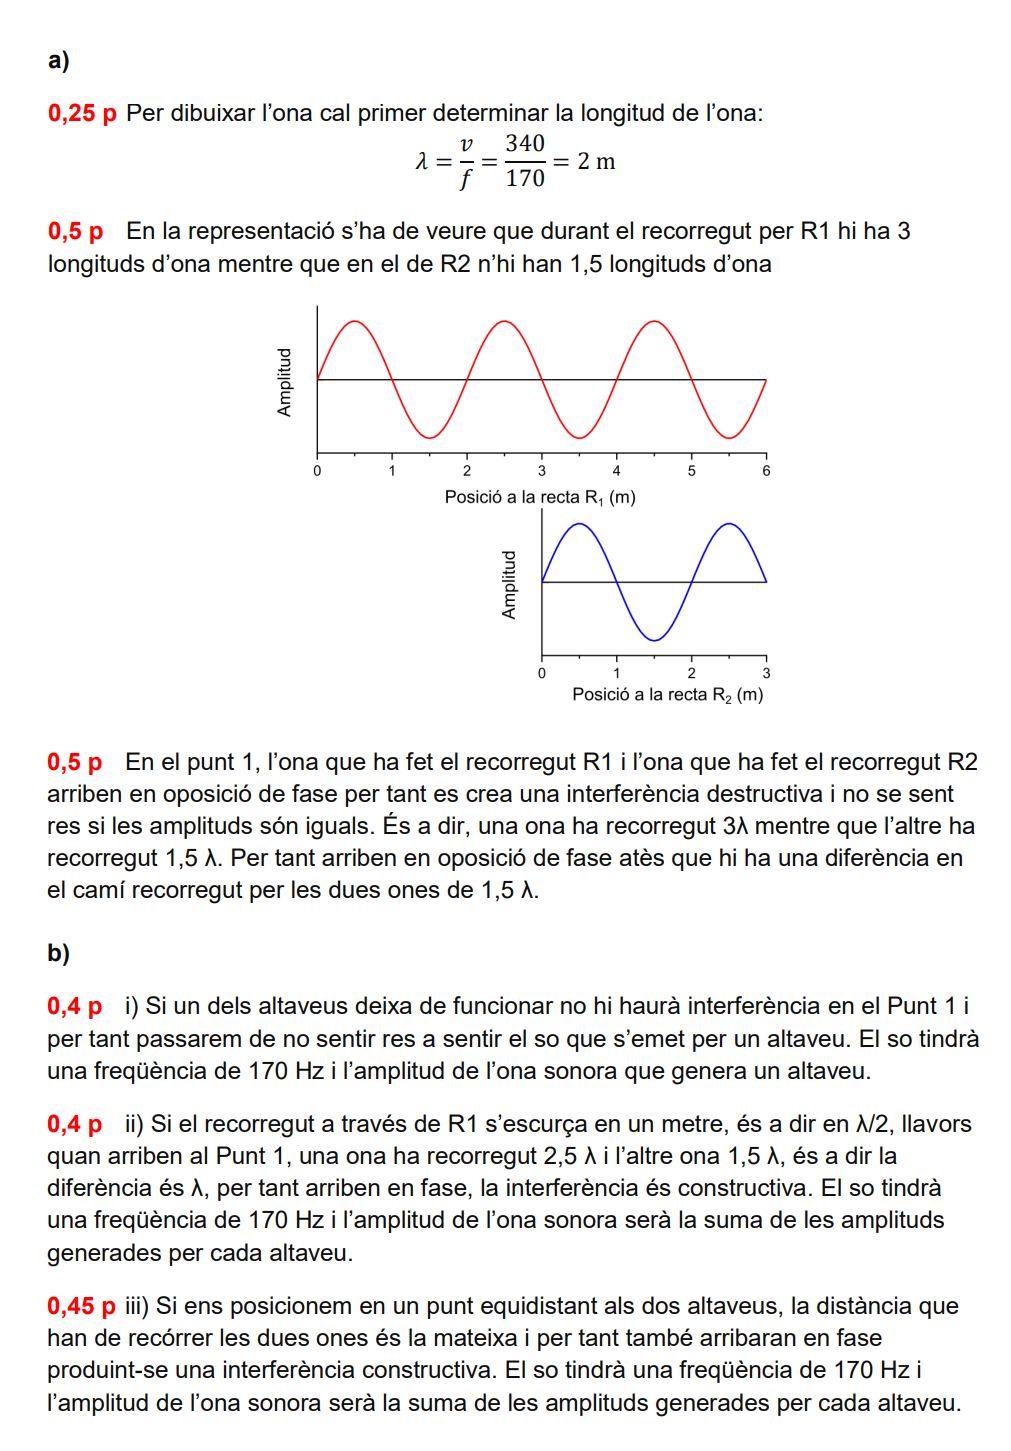 a)
0,25 p Per dibuixar l’ona cal primer determinar la longitud de l’ona:
λ = v/f = 340/170 = 2 m
0,5 p En la representació s’ha de veure que durant el recorregut per R1 hi ha 3
longituds d’ona mentre que en el de R2 n’hi han 1,5 longituds d’ona
Amplitud
0 1 2 3 4 5 6
Posició a la recta R₁ (m)
Amplitud
0 1 2 3
Posició a la recta R₂ (m)
0,5 p En el punt 1, l’ona que ha fet el recorregut R1 i l’ona que ha fet el recorregut R2
arriben en oposició de fase per tant es crea una interferència destructiva i no se sent
res si les amplituds són iguals. És a dir, una ona ha recorregut 3λ mentre que l’altre ha
recorregut 1,5 λ. Per tant arriben en oposició de fase atès que hi ha una diferència en
el camí recorregut per les dues ones de 1,5 λ.
b)
0,4 p i) Si un dels altaveus deixa de funcionar no hi haurà interferència en el Punt 1 i
per tant passarem de no sentir res a sentir el so que s’emet per un altaveu. El so tindrà
una freqüència de 170 Hz i l’amplitud de l’ona sonora que genera un altaveu.
0,4 p ii) Si el recorregut a través de R1 s’escurça en un metre, és a dir en λ/2, llavors
quan arriben al Punt 1, una ona ha recorregut 2,5 λ i l’altre ona 1,5 λ, és a dir la
diferència és λ, per tant arriben en fase, la interferència és constructiva. El so tindrà
una freqüència de 170 Hz i l’amplitud de l’ona sonora serà la suma de les amplituds
generades per cada altaveu.
0,45 p iii) Si ens posicionem en un punt equidistant als dos altaveus, la distància que
han de recórrer les dues ones és la mateixa i per tant també arribaran en fase
produint-se una interferència constructiva. El so tindrà una freqüència de 170 Hz i
l’amplitud de l’ona sonora serà la suma de les amplituds generades per cada altaveu.